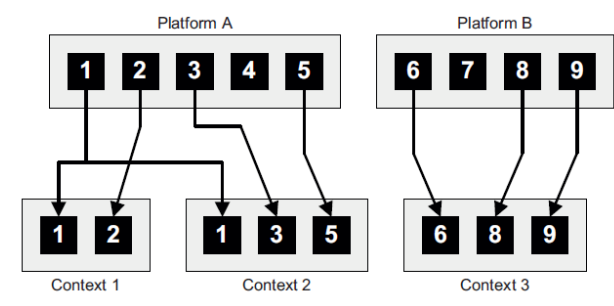 Platform A Platform B
1 2 3 4 5 6 7 8 9
1 2 1 3 5 6 8 9
Context 1 Context 2 Context 3